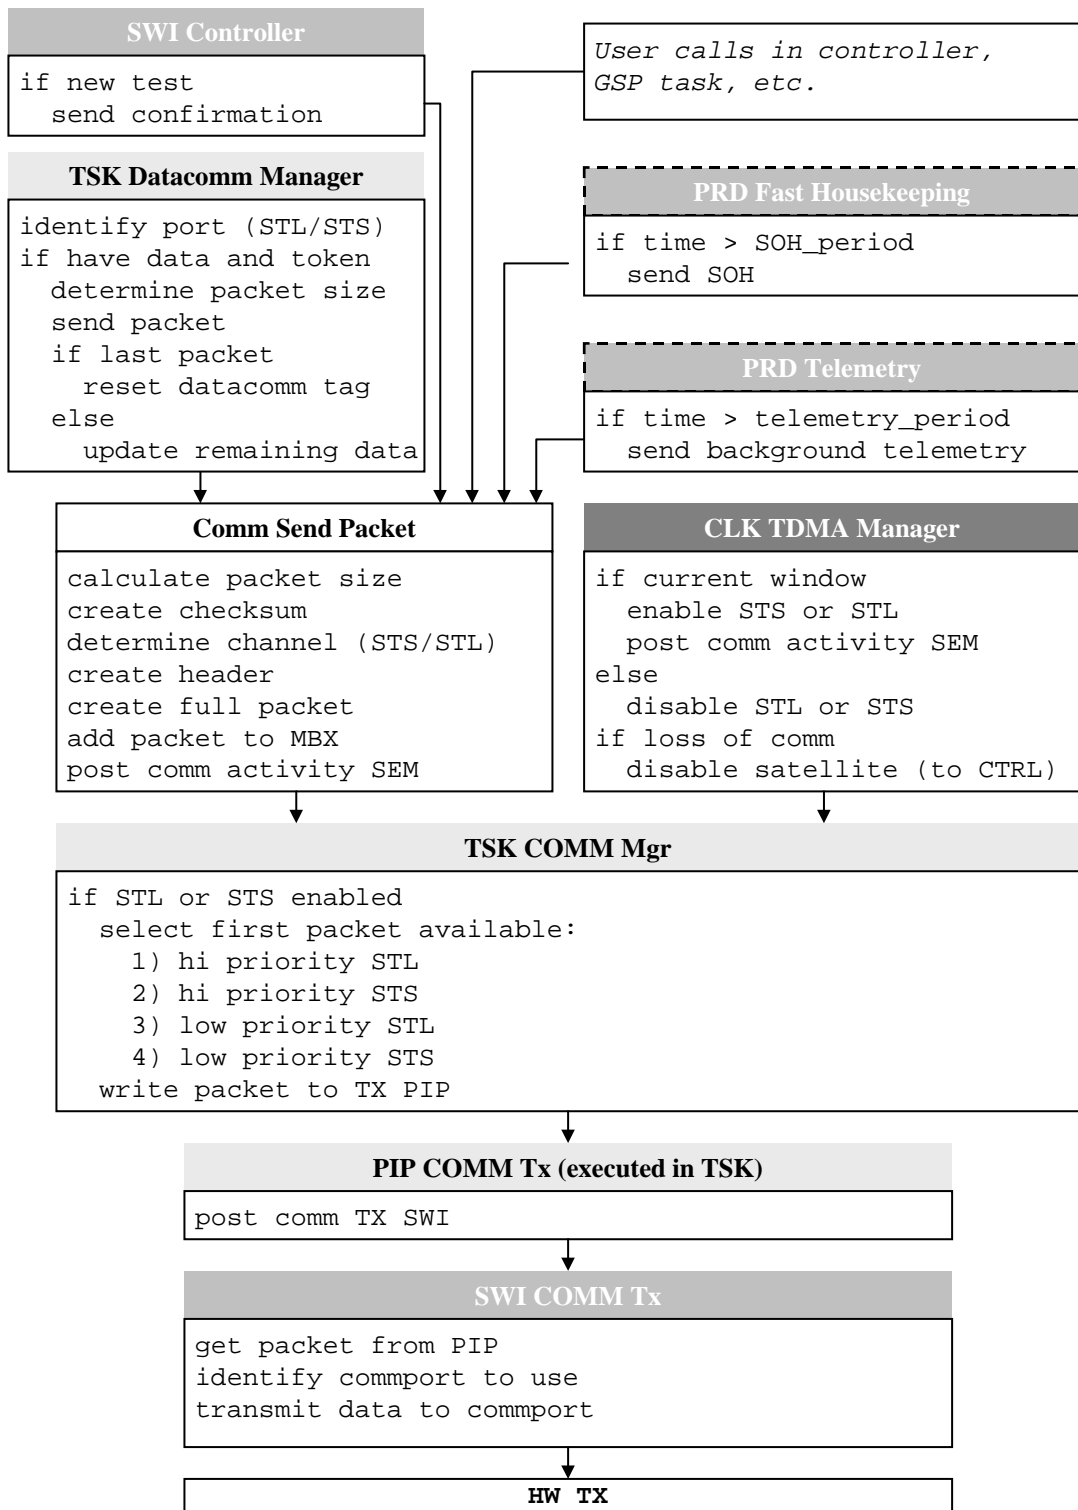 SWI Controller
if new test
  send confirmation
User calls in controller,
GSP task, etc.
TSK Datacomm Manager
identify port (STL/STS)
if have data and token
  determine packet size
  send packet
  if last packet
    reset datacomm tag
  else
    update remaining data
PRD Fast Housekeeping
if time > SOH_period
  send SOH
PRD Telemetry
if time > telemetry_period
  send background telemetry
Comm Send Packet
calculate packet size
create checksum
determine channel (STS/STL)
create header
create full packet
add packet to MBX
post comm activity SEM
CLK TDMA Manager
if current window
  enable STS or STL
  post comm activity SEM
else
  disable STL or STS
if loss of comm
  disable satellite (to CTRL)
TSK COMM Mgr
if STL or STS enabled
  select first packet available:
    1) hi priority STL
    2) hi priority STS
    3) low priority STL
    4) low priority STS
  write packet to TX PIP
PIP COMM Tx (executed in TSK)
post comm TX SWI
SWI COMM Tx
get packet from PIP
identify commport to use
transmit data to commport
HW TX